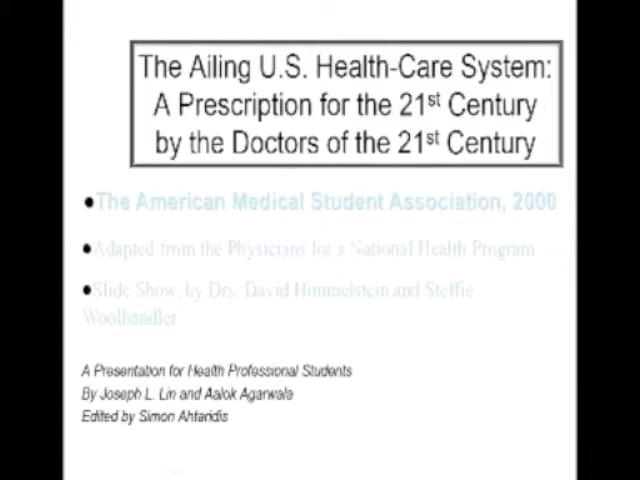 The Ailing U.S. Health-Care System:
A Prescription for the 21st Century
by the Doctors of the 21st Century
●The American Medical Student Association, 2000
●Adapted from the Physicians for a National Health Program
●Slide Show, by Drs. David Himmelstein and Steffie
Woolhandler
A Presentation for Health Professional Students
By Joseph L. Lin and Aalok Agarwala
Edited by Simon Ahtaridis